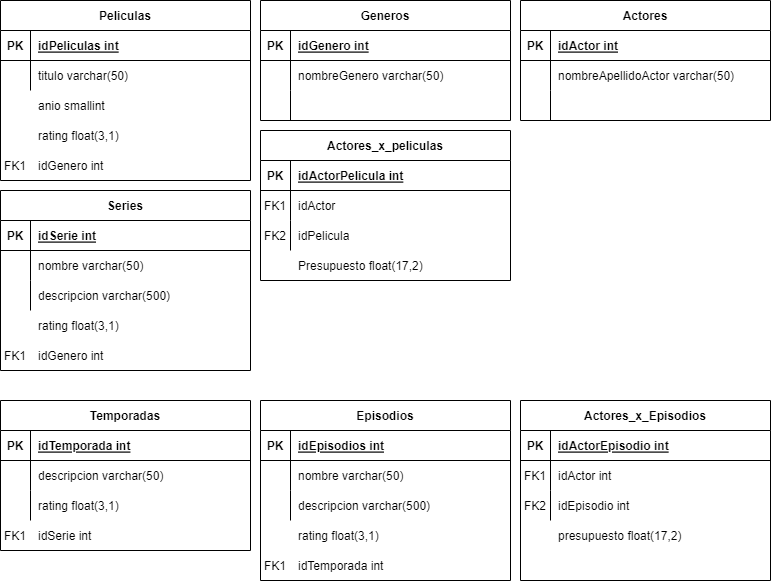 Peliculas
PK idPeliculas int
titulo varchar(50)
anio smallint
rating float(3,1)
FK1 idGenero int
Generos
PK idGenero int
nombreGenero varchar(50)
Actores
PK idActor int
nombreApellidoActor varchar(50)
Actores_x_peliculas
PK idActorPelicula int
FK1 idActor
FK2 idPelicula
Presupuesto float(17,2)
Series
PK idSerie int
nombre varchar(50)
descripcion varchar(500)
rating float(3,1)
FK1 idGenero int
Temporadas
PK idTemporada int
descripcion varchar(50)
rating float(3,1)
FK1 idSerie int
Episodios
PK idEpisodios int
nombre varchar(50)
descripcion varchar(500)
rating float(3,1)
FK1 idTemporada int
Actores_x_Episodios
PK idActorEpisodio int
FK1 idActor int
FK2 idEpisodio int
presupuesto float(17,2)